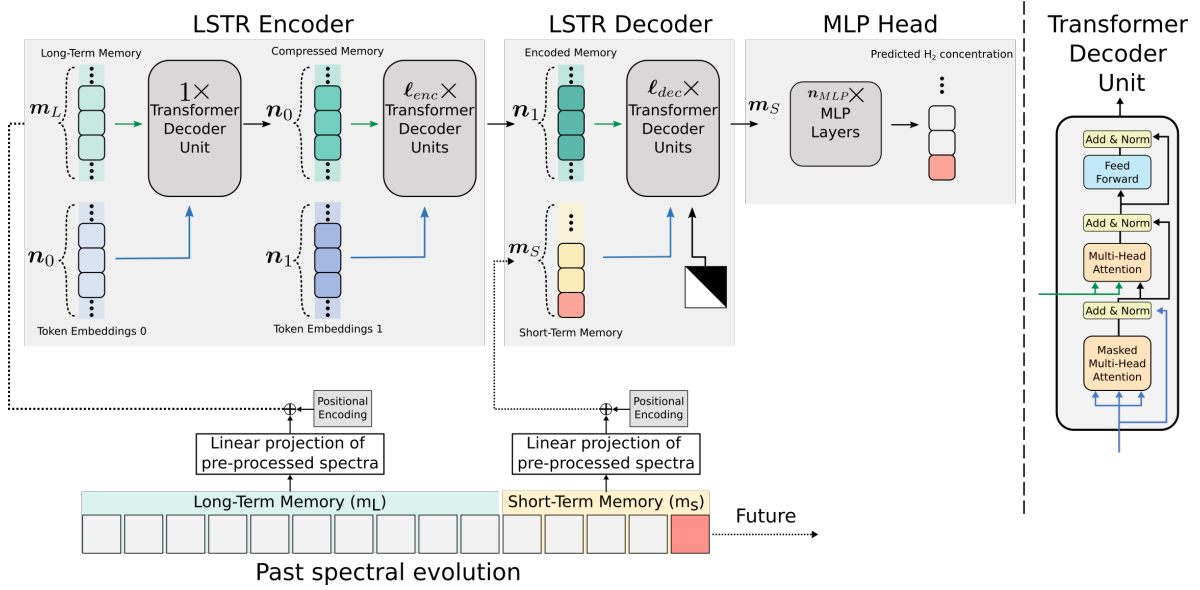 LSTR Encoder
LSTR Decoder
MLP Head
Transformer
Decoder
Unit
Long-Term Memory
Compressed Memory
Encoded Memory
Predicted H₂ concentration
m_L
1×
Transformer
Decoder
Unit
n_0
ℓ_enc×
Transformer
Decoder
Units
n_1
ℓ_dec×
Transformer
Decoder
Units
m_S
n_MLP×
MLP
Layers
n_0
Token Embeddings 0
n_1
Token Embeddings 1
m_S
Short-Term Memory
Add & Norm
Feed
Forward
Add & Norm
Multi-Head
Attention
Add & Norm
Masked
Multi-Head
Attention
Positional
Encoding
Positional
Encoding
Linear projection of
pre-processed spectra
Linear projection of
pre-processed spectra
Long-Term Memory (m_L)
Short-Term Memory (m_S)
Future
Past spectral evolution